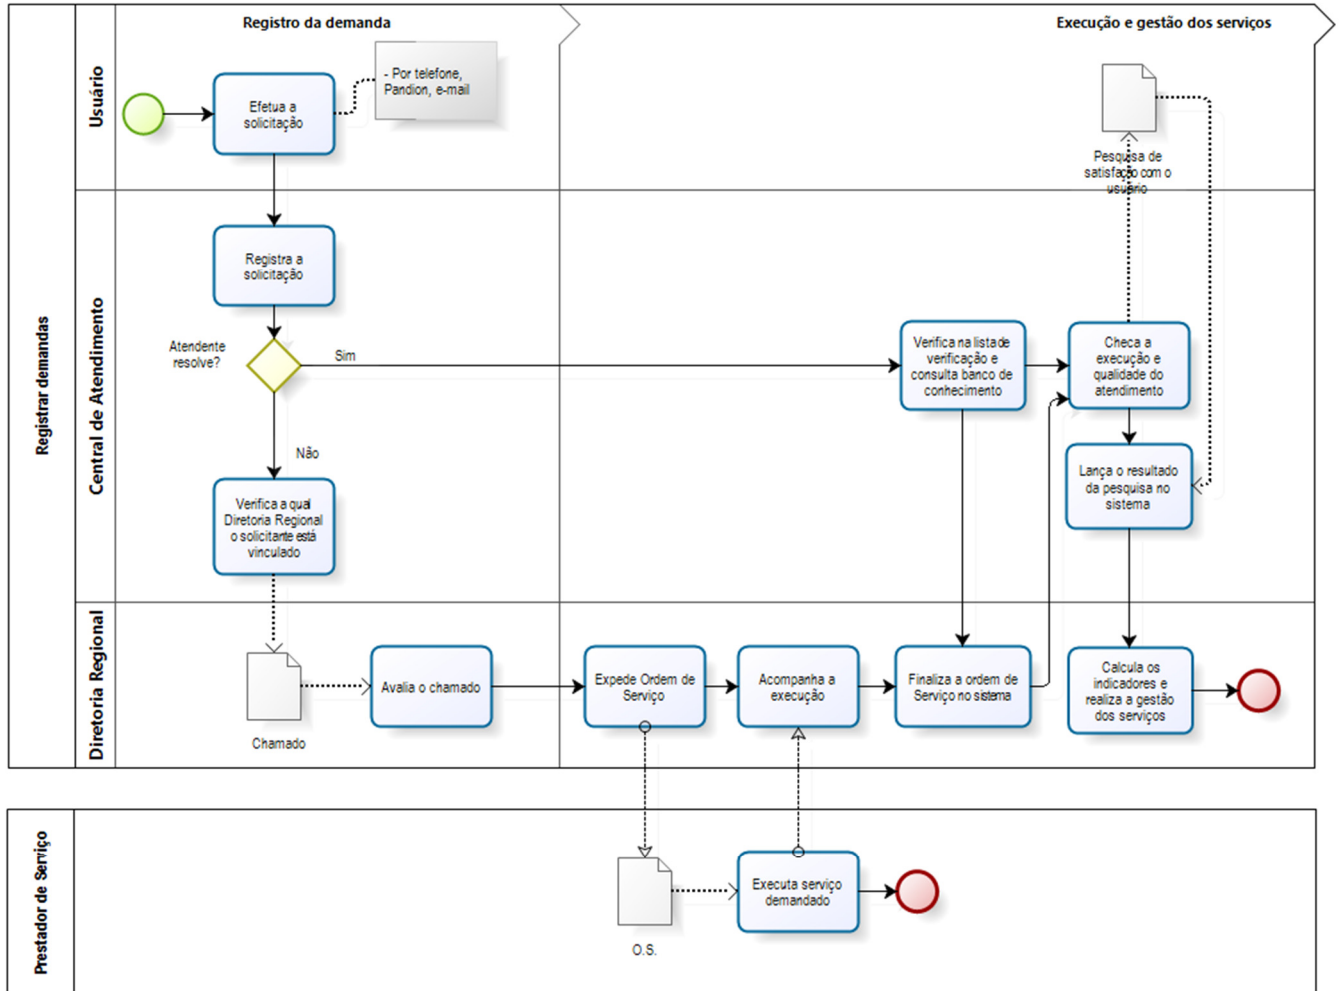 Registro da demanda
Execução e gestão dos serviços
Registrar demandas
Usuário
Efetua a
solicitação
- Por telefone,
Pandion, e-mail
Pesquisa de
satisfação com o
usuário
Central de Atendimento
Registra a
solicitação
Atendente
resolve?
Sim
Não
Verifica na lista de
verificação e
consulta banco de
conhecimento
Checa a
execução e
qualidade do
atendimento
Lança o resultado
da pesquisa no
sistema
Verifica a qual
Diretoria Regional
o solicitante está
vinculado
Diretoria Regional
Chamado
Avalia o chamado
Expede Ordem de
Serviço
Acompanha a
execução
Finaliza a ordem de
Serviço no sistema
Calcula os
indicadores e
realiza a gestão
dos serviços
Prestador de Serviço
O.S.
Executa serviço
demandado